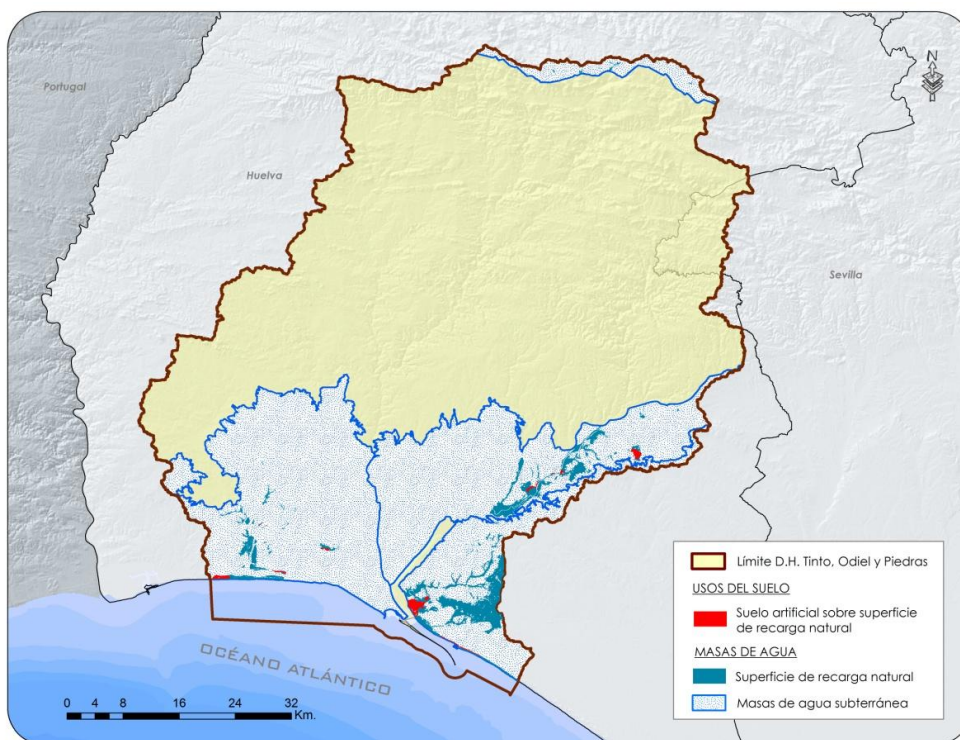 Portugal
N
Huelva
Sevilla
OCÉANO ATLÁNTICO
0 4 8 16 24 32
Km.
Límite D.H. Tinto, Odiel y Piedras
USOS DEL SUELO
Suelo artificial sobre superficie
de recarga natural
MASAS DE AGUA
Superficie de recarga natural
Masas de agua subterránea